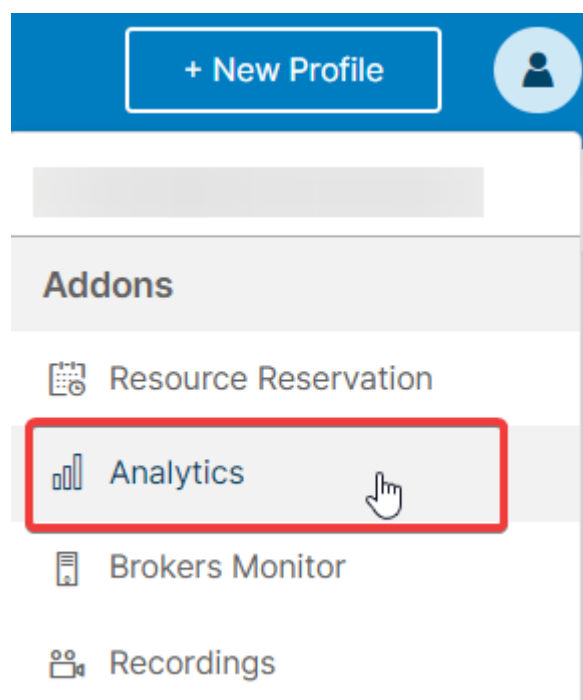 + New Profile
Addons
Resource Reservation
Analytics
Brokers Monitor
Recordings